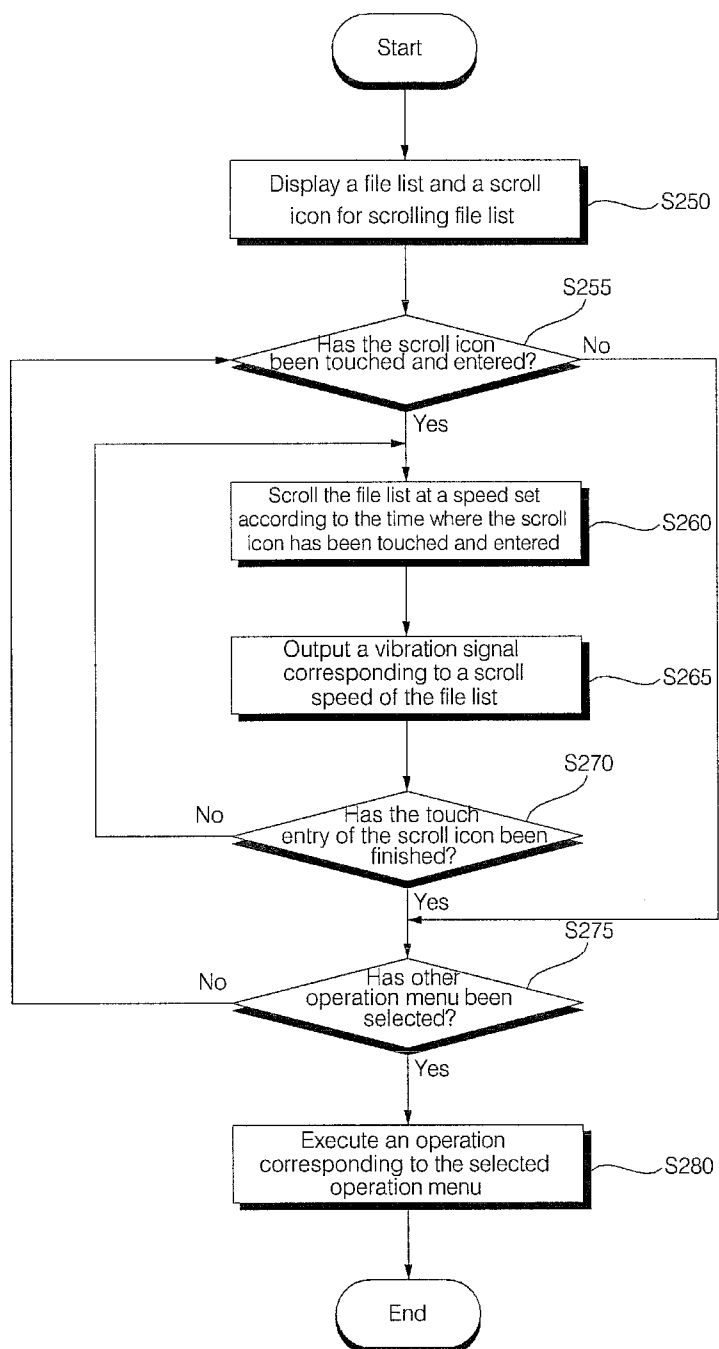 Start
Display a file list and a scroll
icon for scrolling file list
S250
S255
Has the scroll icon
been touched and entered?
No
Yes
Scroll the file list at a speed set
according to the time where the scroll
icon has been touched and entered
S260
Output a vibration signal
corresponding to a scroll
speed of the file list
S265
S270
No
Has the touch
entry of the scroll icon been
finished?
Yes
S275
No
Has other
operation menu been
selected?
Yes
Execute an operation
corresponding to the selected
operation menu
S280
End